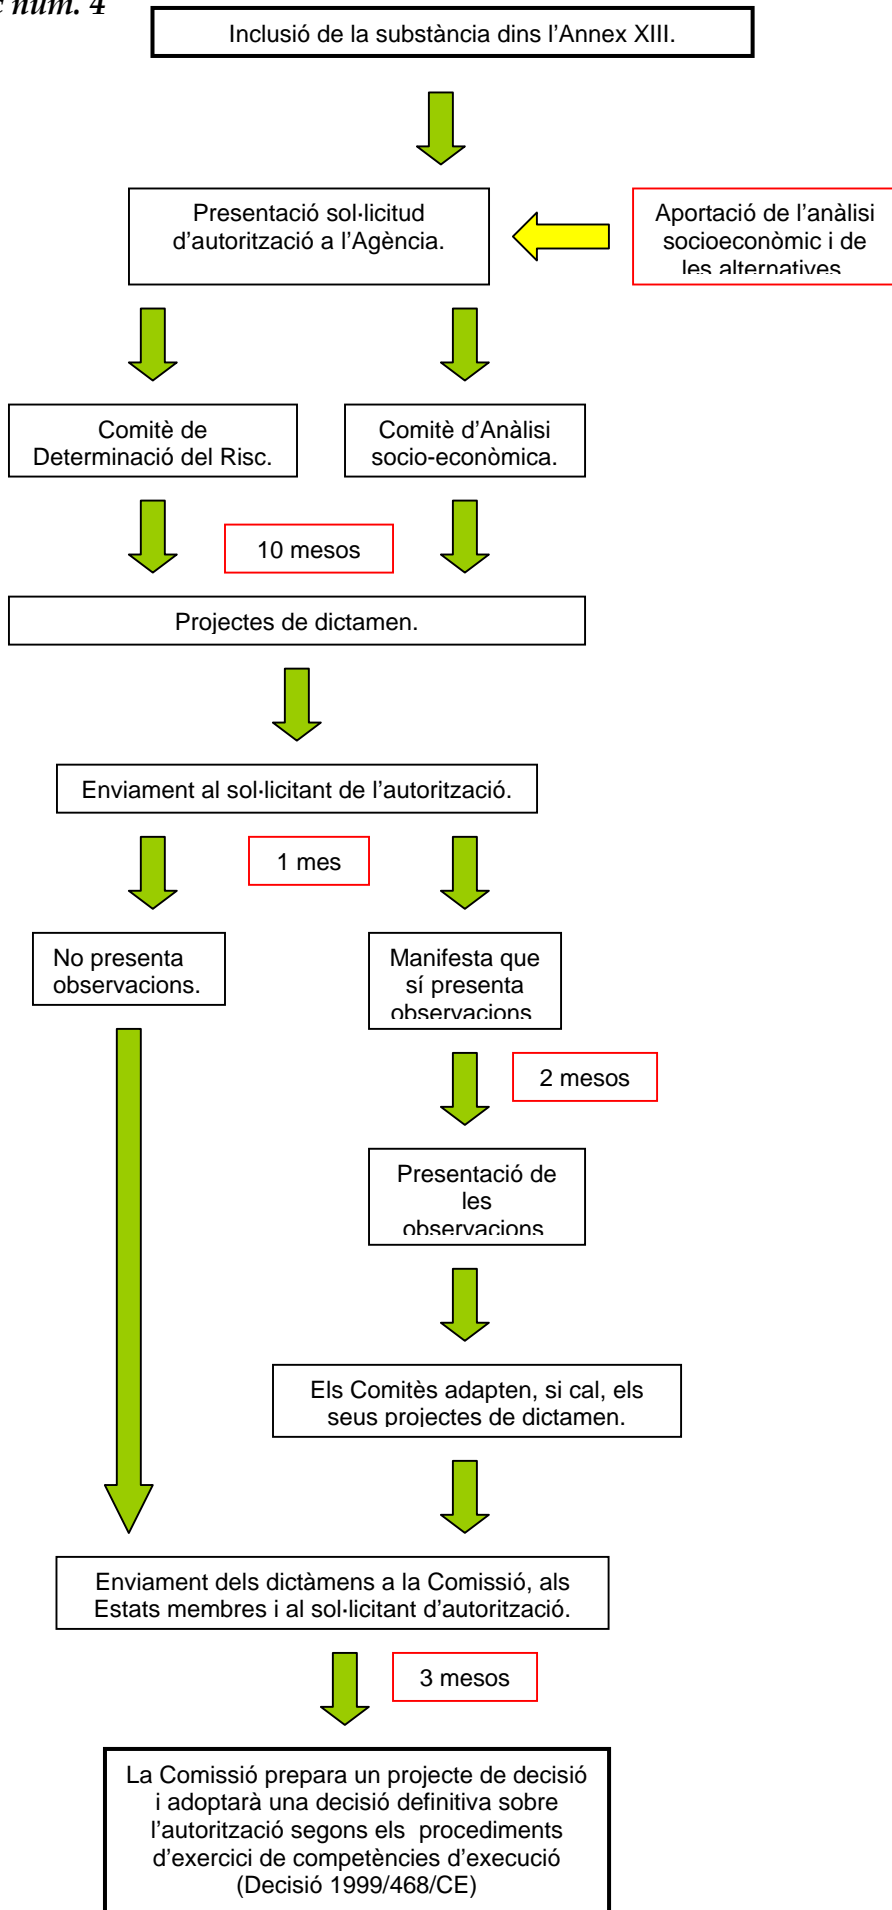 núm. 4
Inclusió de la substància dins l’Annex XIII.
Presentació sol·licitud
d’autorització a l’Agència.
Aportació de l’anàlisi
socioeconòmic i de
les alternatives
Comitè de
Determinació del Risc.
Comitè d’Anàlisi
socio-econòmica.
10 mesos
Projectes de dictamen.
Enviament al sol·licitant de l’autorització.
1 mes
No presenta
observacions.
Manifesta que
sí presenta
observacions
2 mesos
Presentació de
les
observacions
Els Comitès adapten, si cal, els
seus projectes de dictamen.
Enviament dels dictàmens a la Comissió, als
Estats membres i al sol·licitant d’autorització.
3 mesos
La Comissió prepara un projecte de decisió
i adoptarà una decisió definitiva sobre
l’autorització segons els  procediments
d’exercici de competències d’execució
(Decisió 1999/468/CE)